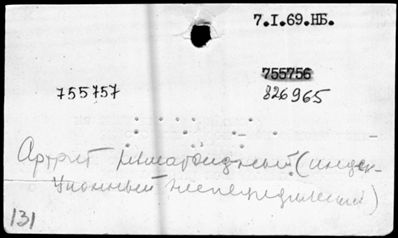 7.I.69.НБ.
755756
755757
826965
Артрит ревматоидный (инфек-
ционный неспецифический)
131